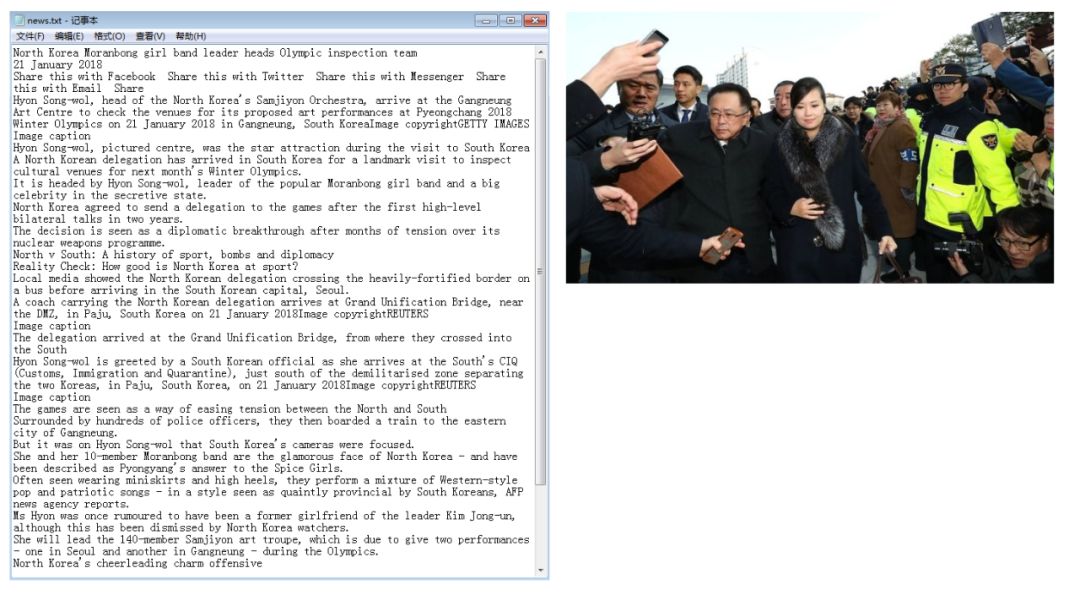 news.txt - 记事本
文件(F) 编辑(E) 格式(O) 查看(V) 帮助(H)
North Korea Moranbong girl band leader heads Olympic inspection team
21 January 2018
Share this with Facebook  Share this with Twitter  Share this with Messenger  Share
this with Email  Share
Hyon Song-wol, head of the North Korea's Samjiyon Orchestra, arrive at the Gangneung
Art Centre to check the venues for its proposed art performances at Pyeongchang 2018
Winter Olympics on 21 January 2018 in Gangneung, South KoreaImage copyrightGETTY IMAGES
Image caption
Hyon Song-wol, pictured centre, was the star attraction during the visit to South Korea
A North Korean delegation has arrived in South Korea for a landmark visit to inspect
cultural venues for next month's Winter Olympics.
It is headed by Hyon Song-wol, leader of the popular Moranbong girl band and a big
celebrity in the secretive state.
North Korea agreed to send a delegation to the games after the first high-level
bilateral talks in two years.
The decision is seen as a diplomatic breakthrough after months of tension over its
nuclear weapons programme.
North v South: A history of sport, bombs and diplomacy
Reality Check: How good is North Korea at sport?
Local media showed the North Korean delegation crossing the heavily-fortified border on
a bus before arriving in the South Korean capital, Seoul.
A coach carrying the North Korean delegation arrives at Grand Unification Bridge, near
the DMZ, in Paju, South Korea on 21 January 2018Image copyrightREUTERS
Image caption
The delegation arrived at the Grand Unification Bridge, from where they crossed into
the South
Hyon Song-wol is greeted by a South Korean official as she arrives at the South's CIQ
(Customs, Immigration and Quarantine), just south of the demilitarised zone separating
the two Koreas, in Paju, South Korea, on 21 January 2018Image copyrightREUTERS
Image caption
The games are seen as a way of easing tension between the North and South
Surrounded by hundreds of police officers, they then boarded a train to the eastern
city of Gangneung.
But it was on Hyon Song-wol that South Korea's cameras were focused.
She and her 10-member Moranbong band are the glamorous face of North Korea - and have
been described as Pyongyang's answer to the Spice Girls.
Often seen wearing miniskirts and high heels, they perform a mixture of Western-style
pop and patriotic songs - in a style seen as quaintly provincial by South Koreans, AFP
news agency reports.
Ms Hyon was once rumoured to have been a former girlfriend of the leader Kim Jong-un,
although this has been dismissed by North Korea watchers.
She will lead the 140-member Samjiyon art troupe, which is due to give two performances
- one in Seoul and another in Gangneung - during the Olympics.
North Korea's cheerleading charm offensive